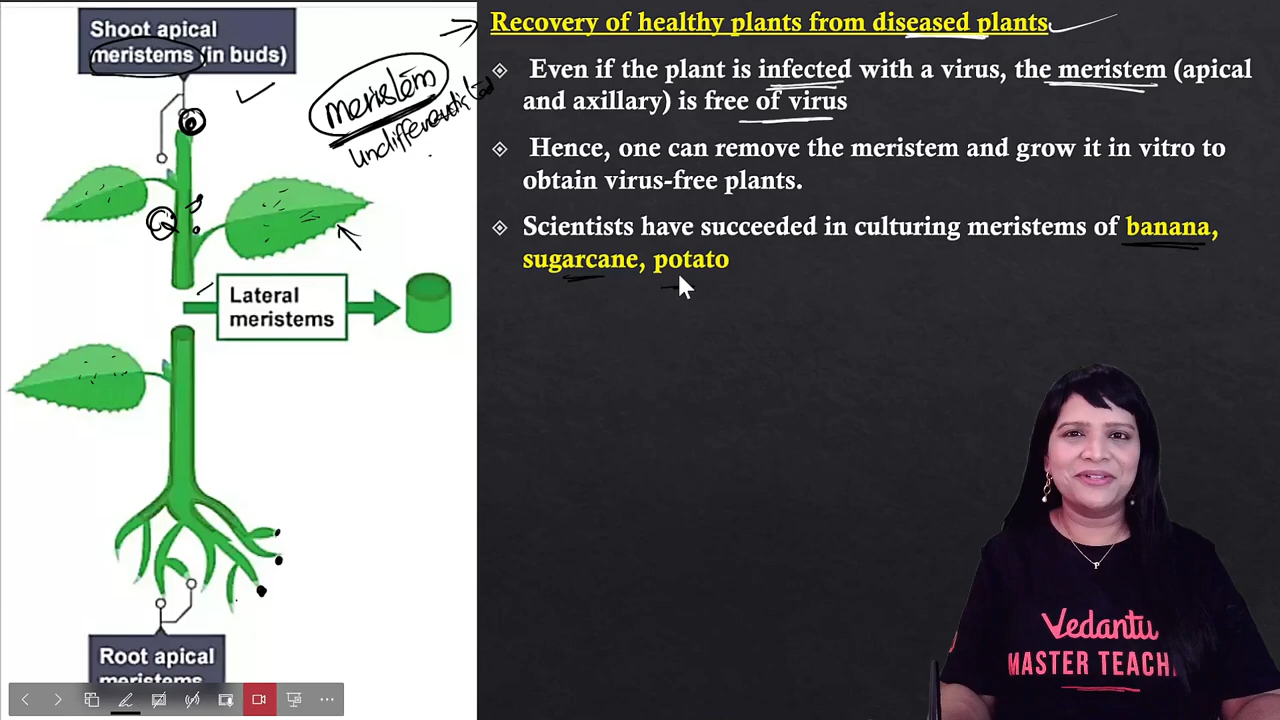 Shoot apical
meristems (in buds)
meristem
undifferentiated
Q?
Lateral
meristems
Root apical
meristems
Recovery of healthy plants from diseased plants
Even if the plant is infected with a virus, the meristem (apical
and axillary) is free of virus
Hence, one can remove the meristem and grow it in vitro to
obtain virus-free plants.
Scientists have succeeded in culturing meristems of banana,
sugarcane, potato
Vedantu
MASTER TEACH